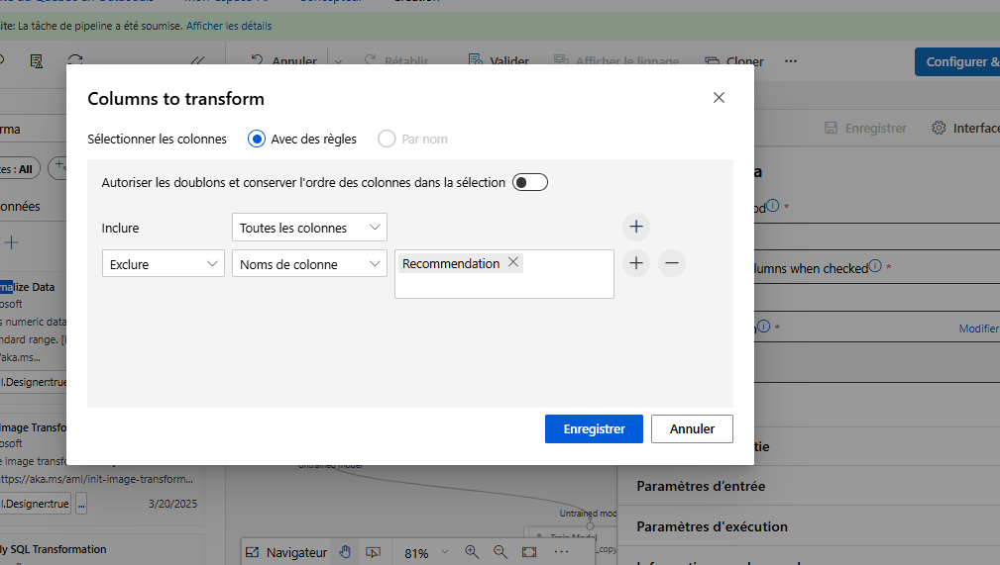 site: La tâche de pipeline a été soumise. Afficher les détails
Annuler
Rétablir
Valider
Afficher le lignage
Cloner
Configurer &
Columns to transform
Sélectionner les colonnes
Avec des règles
Par nom
Enregistrer
Interface
rma
es : All
Autoriser les doublons et conserver l'ordre des colonnes dans la sélection
onnées
Inclure
Toutes les colonnes
Exclure
Noms de colonne
Recommendation
lumns when checked
*
malize Data
osoft
s numeric data
ndard range. [
/aka.ms...
Modifier
l.Designer:true
Enregistrer
Annuler
Image Transfo
osoft
e image transf
ttps://aka.ms/aml/init-image-transform...
l.Designer:true
...
3/20/2025
Untrained model
tie
Paramètres d'entrée
Untrained mod
Paramètres d'exécution
Train Model
_copy
ly SQL Transformation
Navigateur
81%